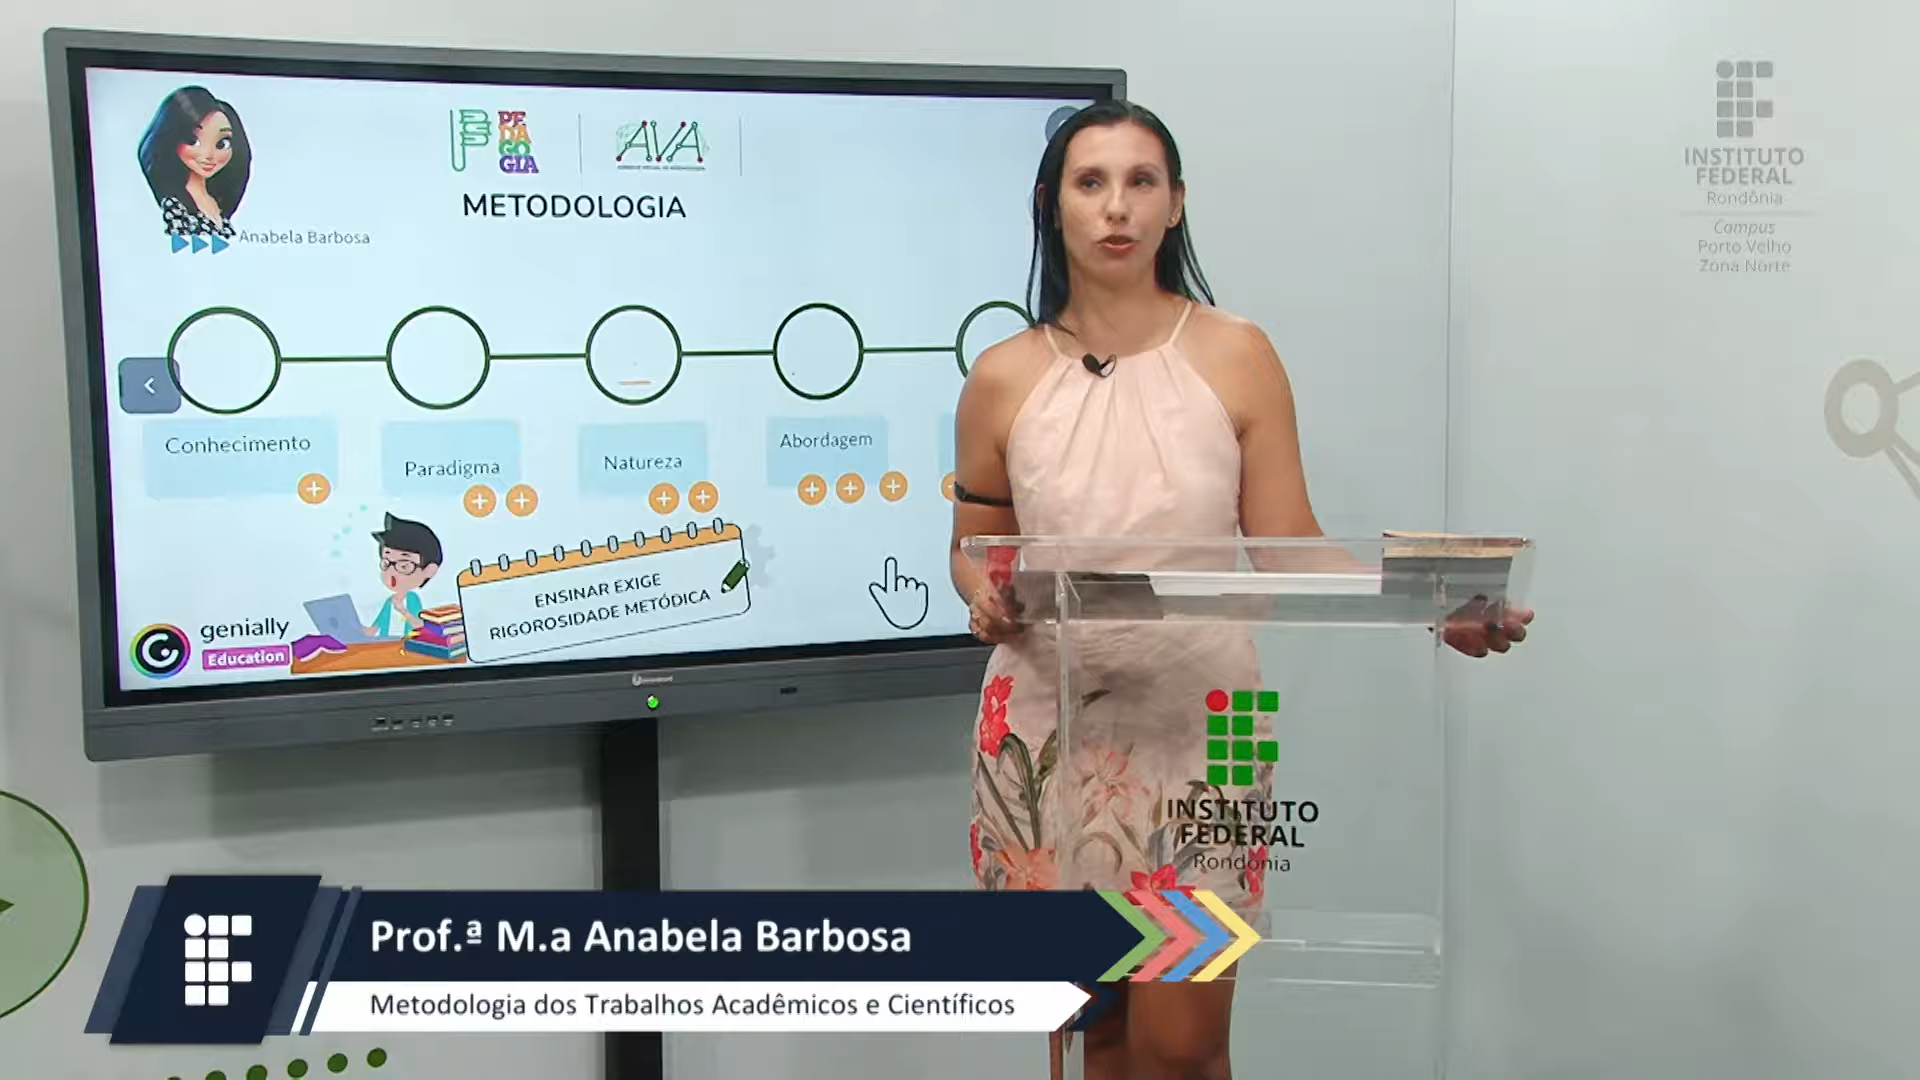 PE
DA
GO
GIA
AVA
METODOLOGIA
Anabela Barbosa
Conhecimento
Paradigma
Natureza
Abordagem
ENSINAR EXIGE
RIGOROSIDADE METÓDICA
genially
Education
INSTITUTO
FEDERAL
Rondônia
Campus
Porto Velho
Zona Norte
INSTITUTO
FEDERAL
Rondônia
Prof.ª M.a Anabela Barbosa
Metodologia dos Trabalhos Acadêmicos e Científicos